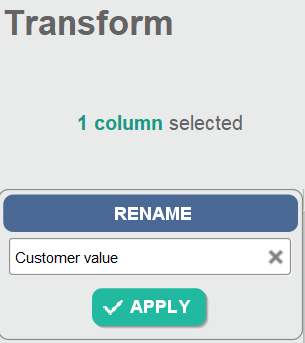 Transform
1 column selected
RENAME
Customer value
APPLY